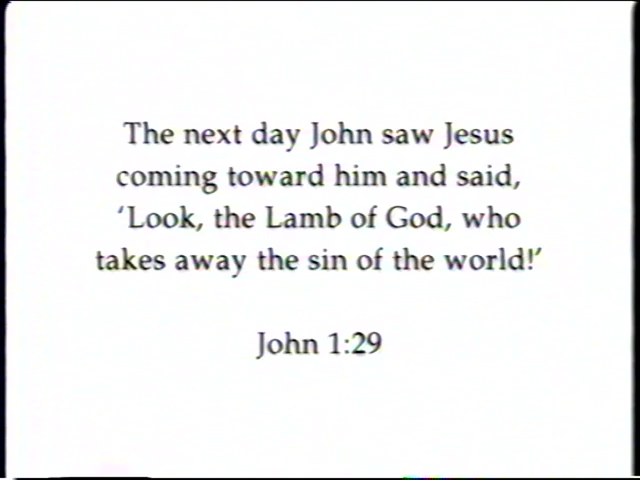 The next day John saw Jesus
coming toward him and said,
‘Look, the Lamb of God, who
takes away the sin of the world!’
John 1:29